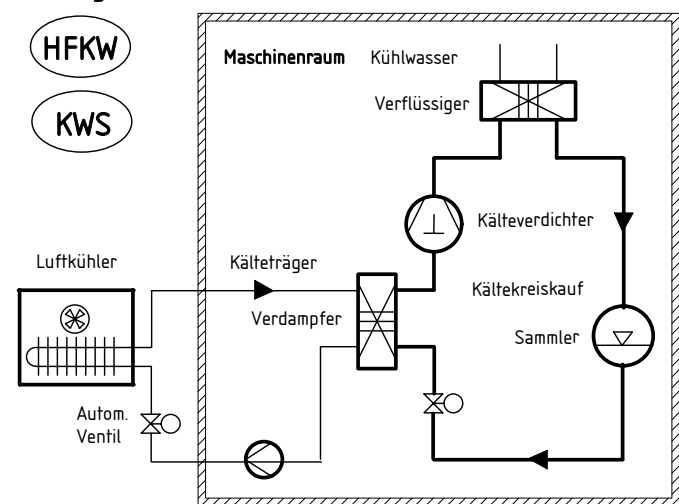 HFKW
KWS
Maschinenraum
Kühlwasser
Verflüssiger
Kälteverdichter
Luftkühler
Kälteträger
Verdampfer
Kältekreiskauf
Sammler
Autom.
Ventil